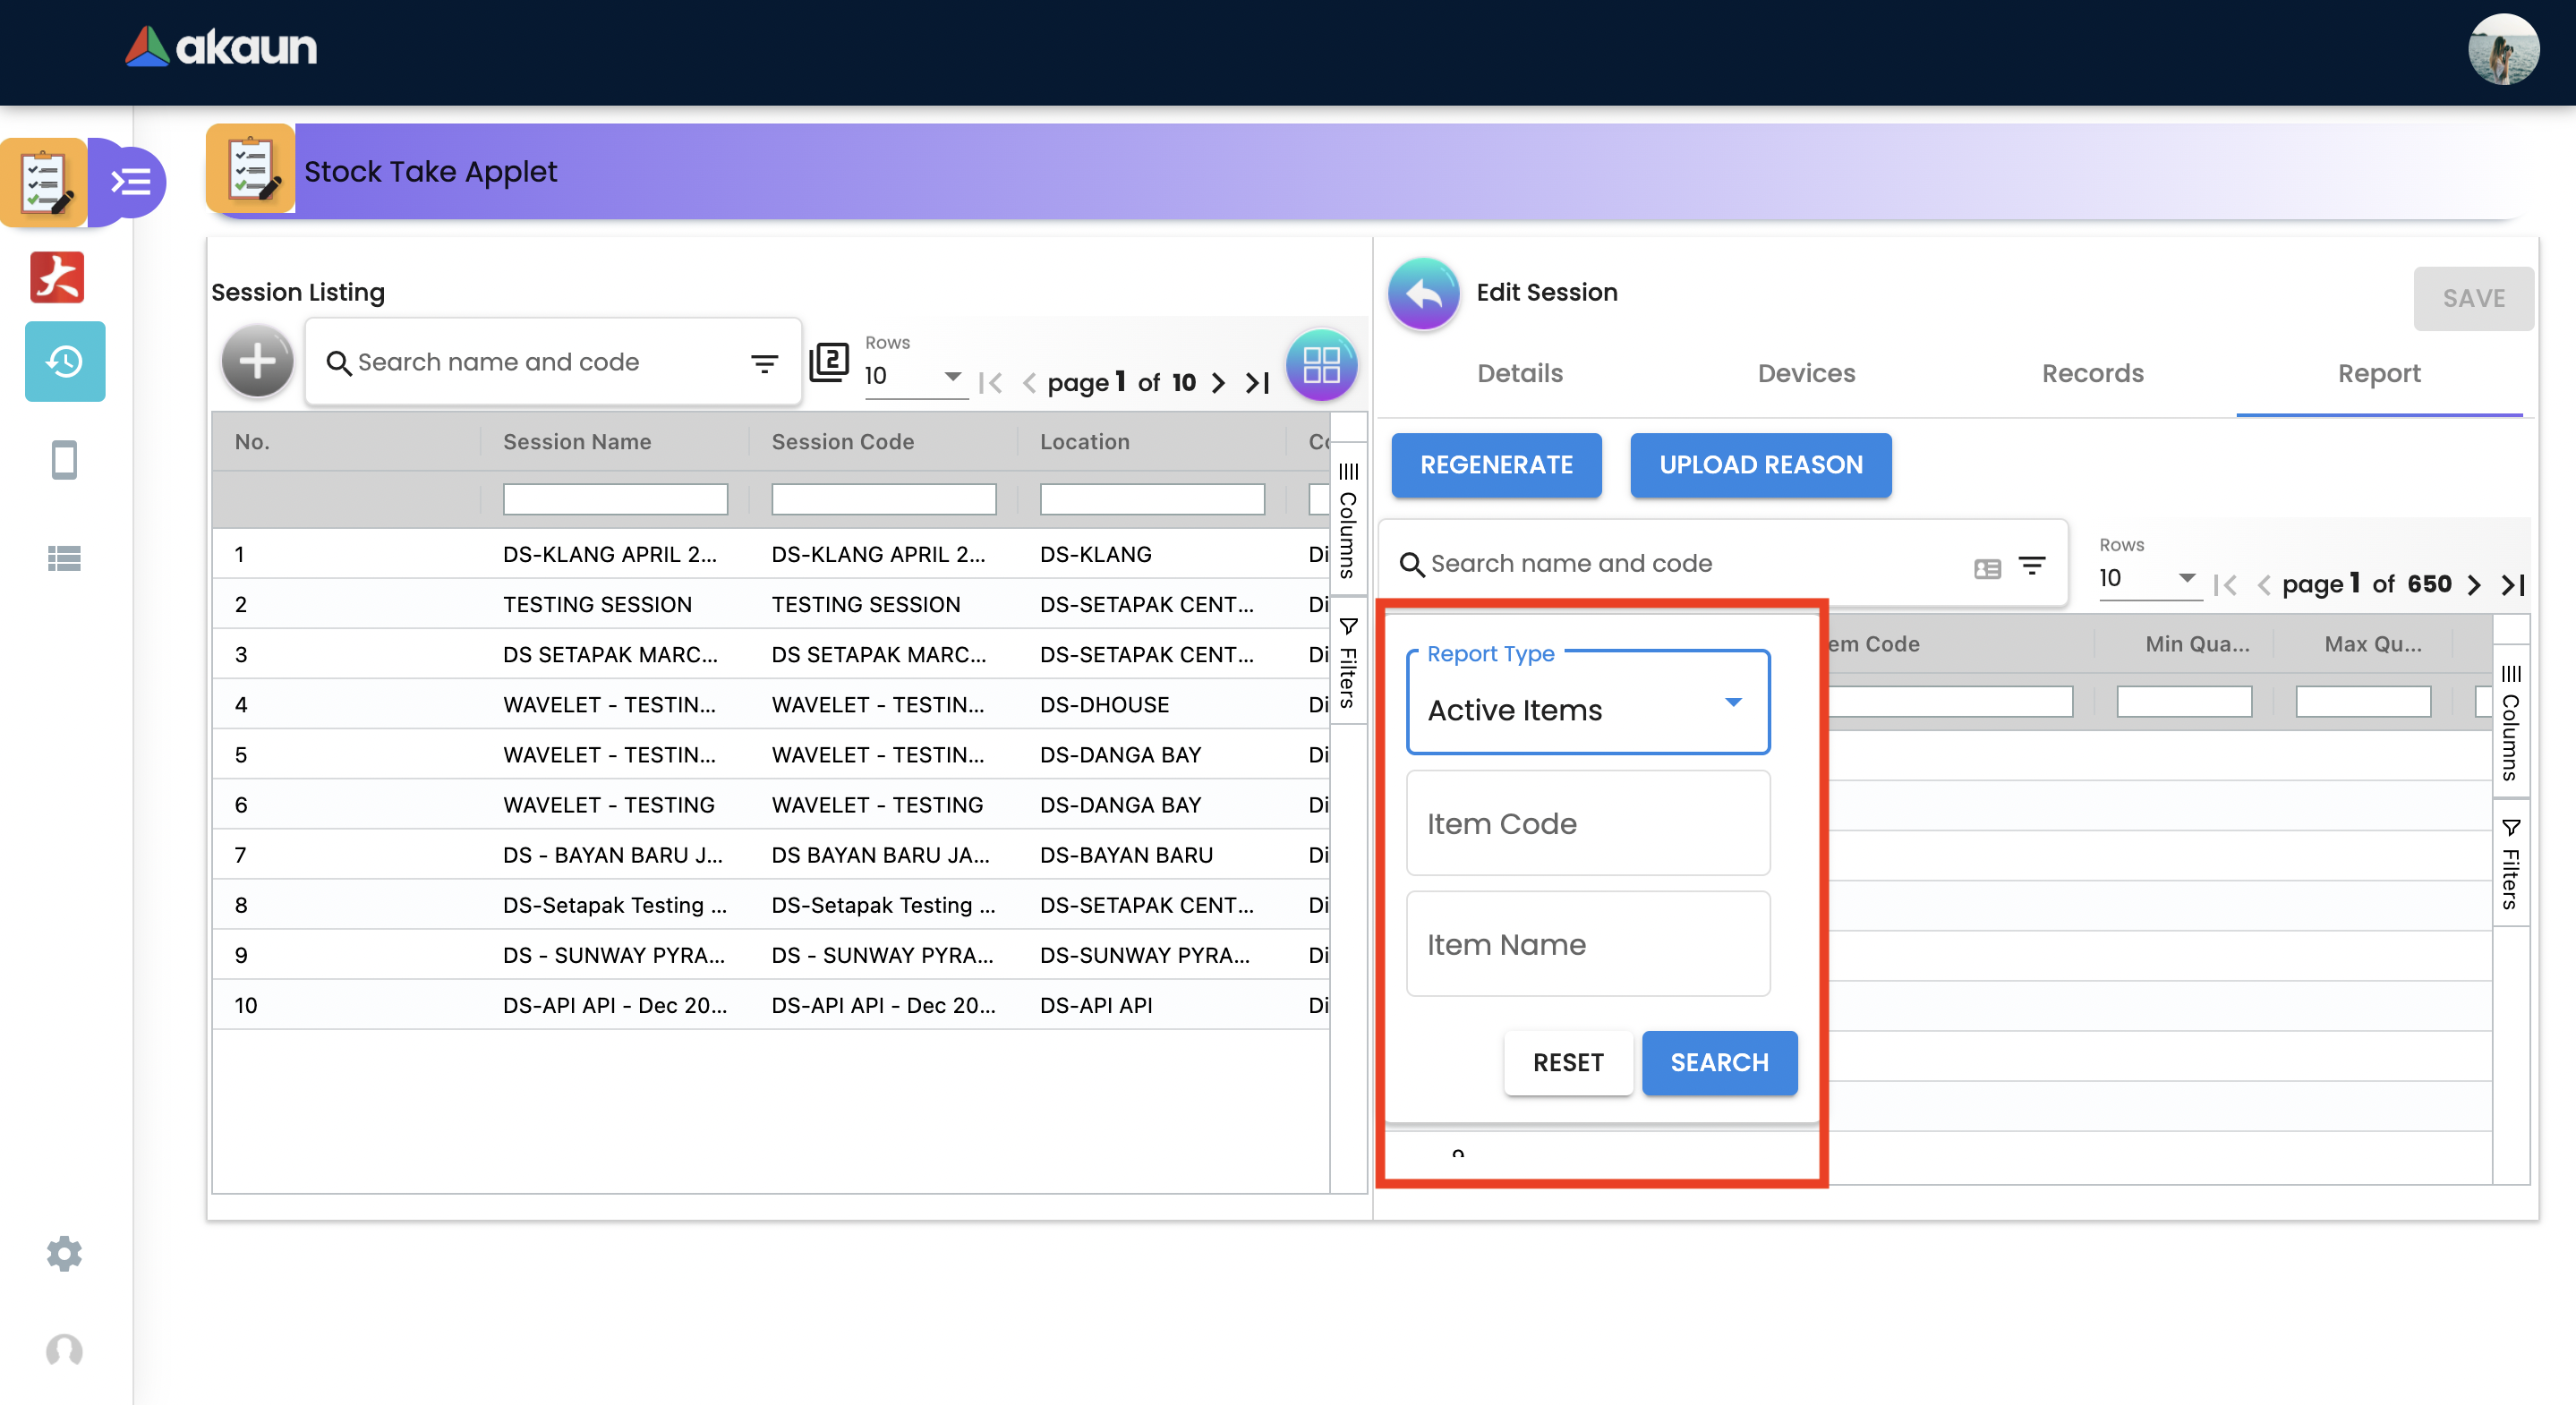 akaun
Stock Take Applet
Session Listing
Search name and code
2
Rows
10
page 1 of 10
No. Session Name Session Code Location Co
1 DS-KLANG APRIL 2... DS-KLANG APRIL 2... DS-KLANG Di
2 TESTING SESSION TESTING SESSION DS-SETAPAK CENT... Di
3 DS SETAPAK MARC... DS SETAPAK MARC... DS-SETAPAK CENT... Di
4 WAVELET - TESTIN... WAVELET - TESTIN... DS-DHOUSE Di
5 WAVELET - TESTIN... WAVELET - TESTIN... DS-DANGA BAY Di
6 WAVELET - TESTING WAVELET - TESTING DS-DANGA BAY Di
7 DS - BAYAN BARU J... DS BAYAN BARU JA... DS-BAYAN BARU Di
8 DS-Setapak Testing ... DS-Setapak Testing ... DS-SETAPAK CENT... Di
9 DS - SUNWAY PYRA... DS - SUNWAY PYRA... DS-SUNWAY PYRA... Di
10 DS-API API - Dec 20... DS-API API - Dec 20... DS-API API Di
Columns
Filters
Edit Session
SAVE
Details Devices Records Report
REGENERATE UPLOAD REASON
Search name and code
Rows
10
page 1 of 650
em Code Min Qua... Max Qu...
Columns
Filters
Report Type
Active Items
Item Code
Item Name
RESET SEARCH